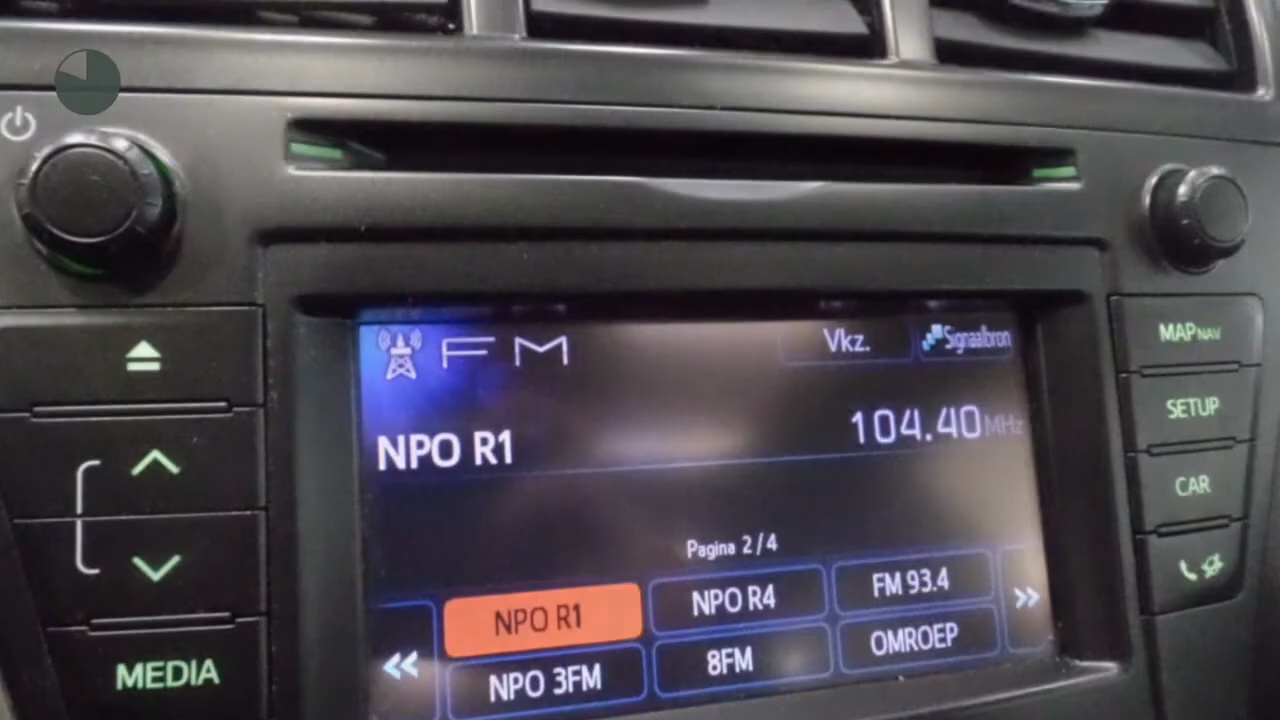 FM Vkz. Signaalbron
NPO R1 104.40 MHz
Pagina 2/4
NPO R1 NPO R4 FM 93.4
NPO 3FM 8FM OMROEP
MEDIA
MAP NAV
SETUP
CAR